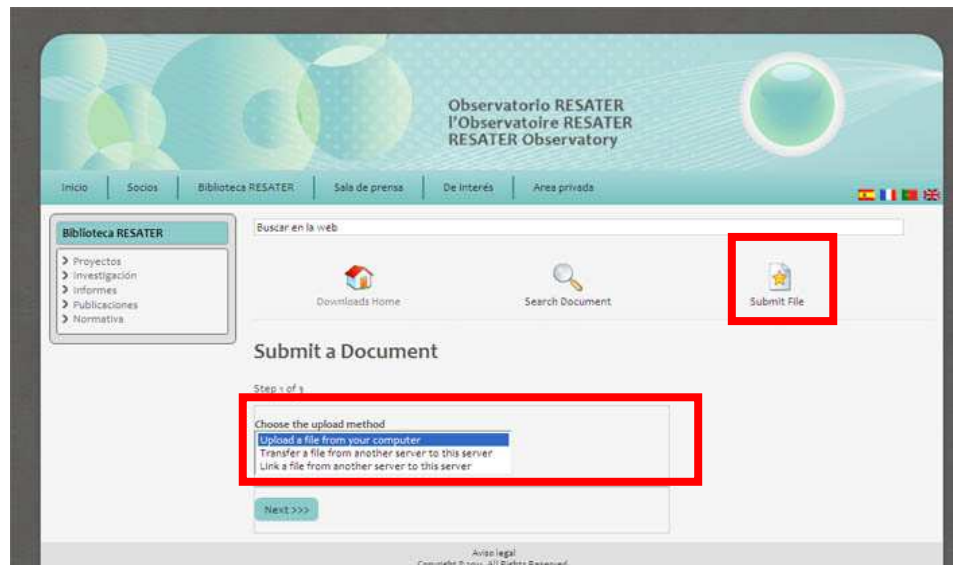 Observatorio RESATER
l'Observatoire RESATER
RESATER Observatory
Inicio
Socios
Biblioteca RESATER
Sala de prensa
De interés
Area privada
Biblioteca RESATER
Proyectos
Investigación
Informes
Publicaciones
Normativa
Buscar en la web
Downloads Home
Search Document
Submit File
Submit a Document
Step 1 of 3
Choose the upload method
Upload a file from your computer
Transfer a file from another server to this server
Link a file from another server to this server
Next >>>
Aviso legal
All Rights Reserved